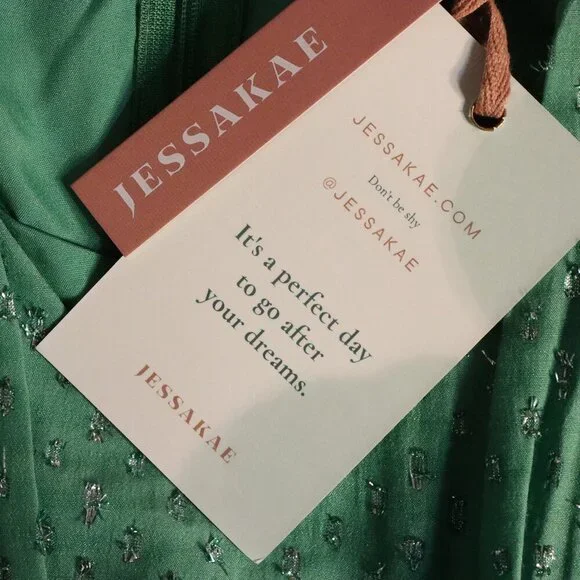 JESSAKAE
JESSAKAE.COM
Don't be shy
@JESSAKAE
It's a perfect day
to go after
your dreams.
JESSAKAE